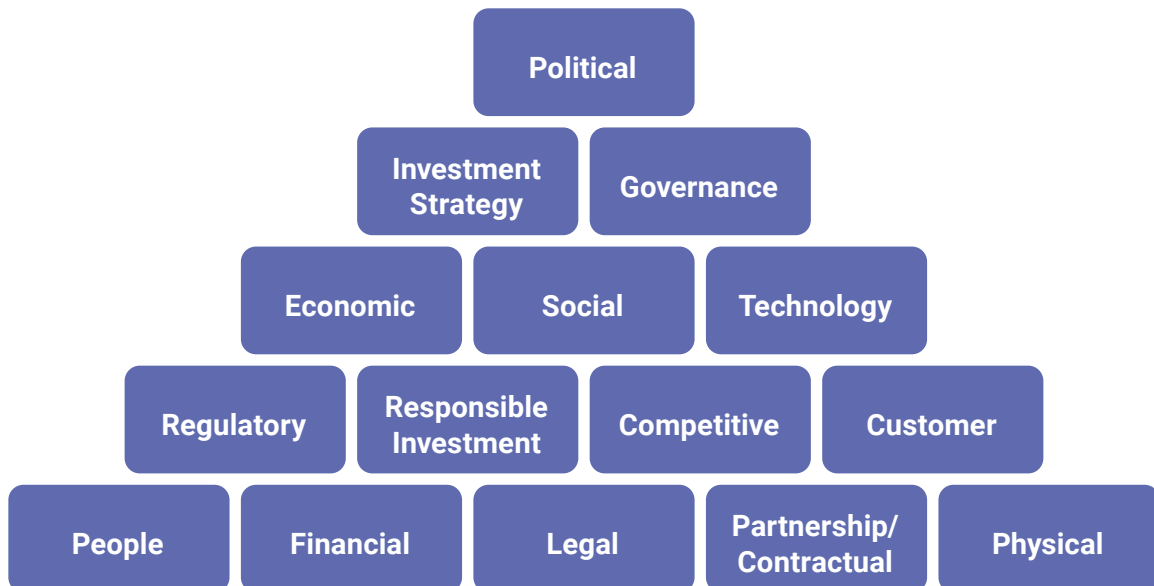 Political
Investment
Strategy
Governance
Economic
Social
Technology
Regulatory
Responsible
Investment
Competitive
Customer
People
Financial
Legal
Partnership/
Contractual
Physical